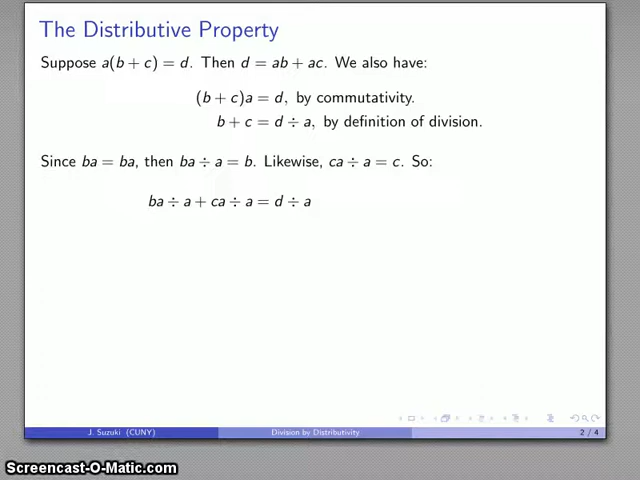 The Distributive Property
Suppose a(b + c) = d. Then d = ab + ac. We also have:
(b + c)a = d, by commutativity.
b + c = d ÷ a, by definition of division.
Since ba = ba, then ba ÷ a = b. Likewise, ca ÷ a = c. So:
ba ÷ a + ca ÷ a = d ÷ a
J. Suzuki (CUNY) Division by Distributivity 2 / 4
Screencast-O-Matic.com